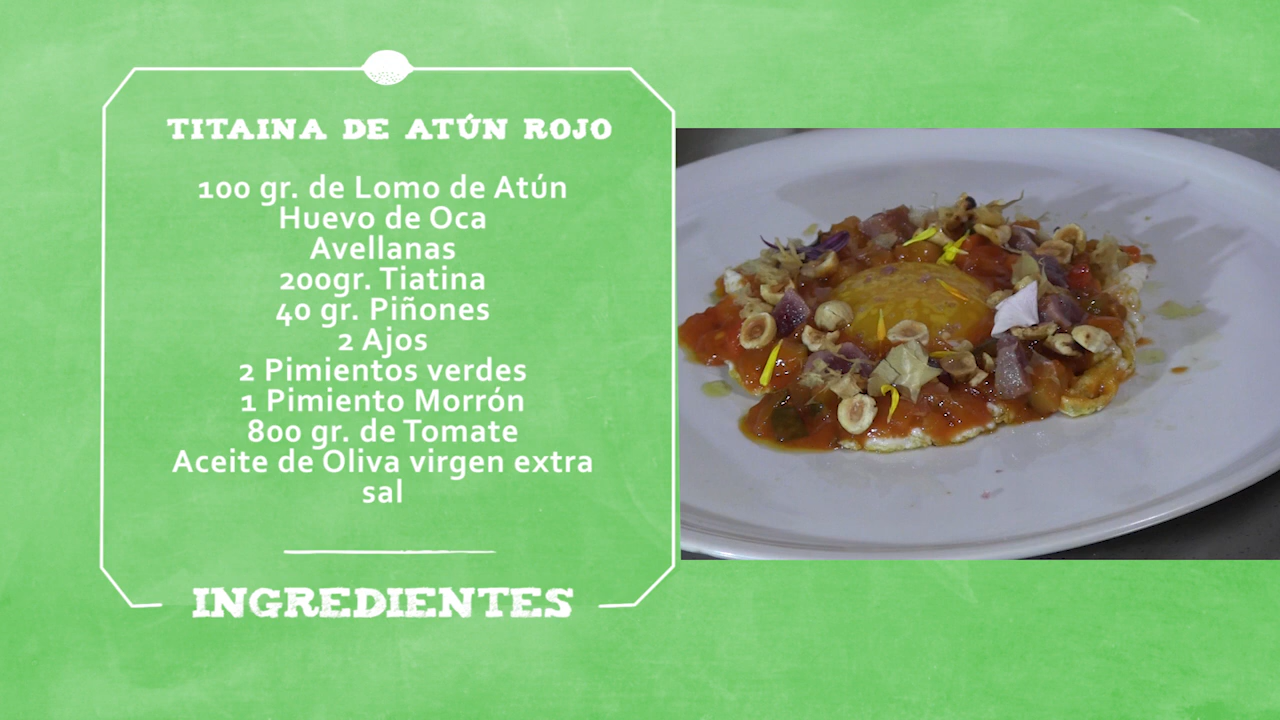 TITAINA DE ATÚN ROJO
100 gr. de Lomo de Atún
Huevo de Oca
Avellanas
200gr. Tiatina
40 gr. Piñones
2 Ajos
2 Pimientos verdes
1 Pimiento Morrón
800 gr. de Tomate
Aceite de Oliva virgen extra
sal
INGREDIENTES